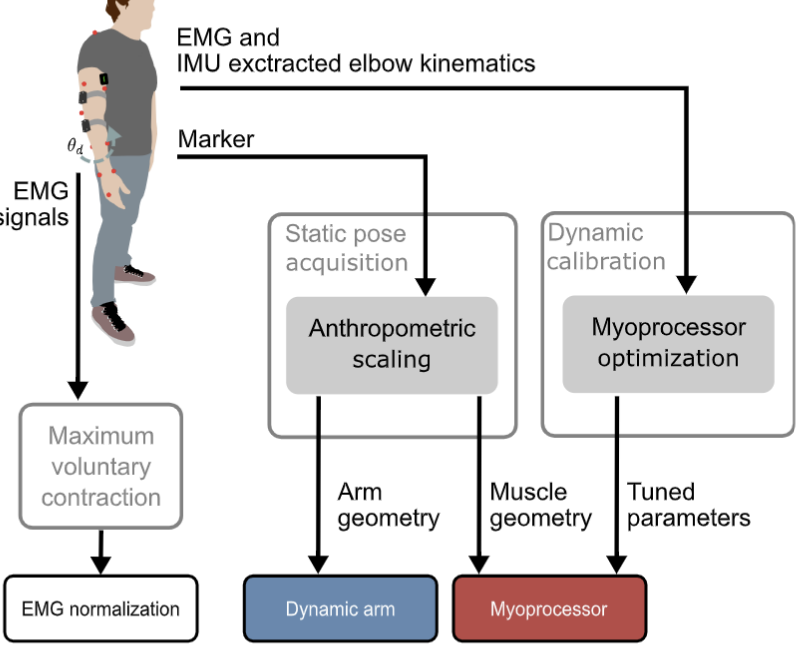 EMG and
IMU exctracted elbow kinematics
Marker
θd
EMG
signals
Static pose
acquisition
Dynamic
calibration
Anthropometric
scaling
Myoprocessor
optimization
Maximum
voluntary
contraction
Arm
geometry
Muscle
geometry
Tuned
parameters
EMG normalization
Dynamic arm
Myoprocessor